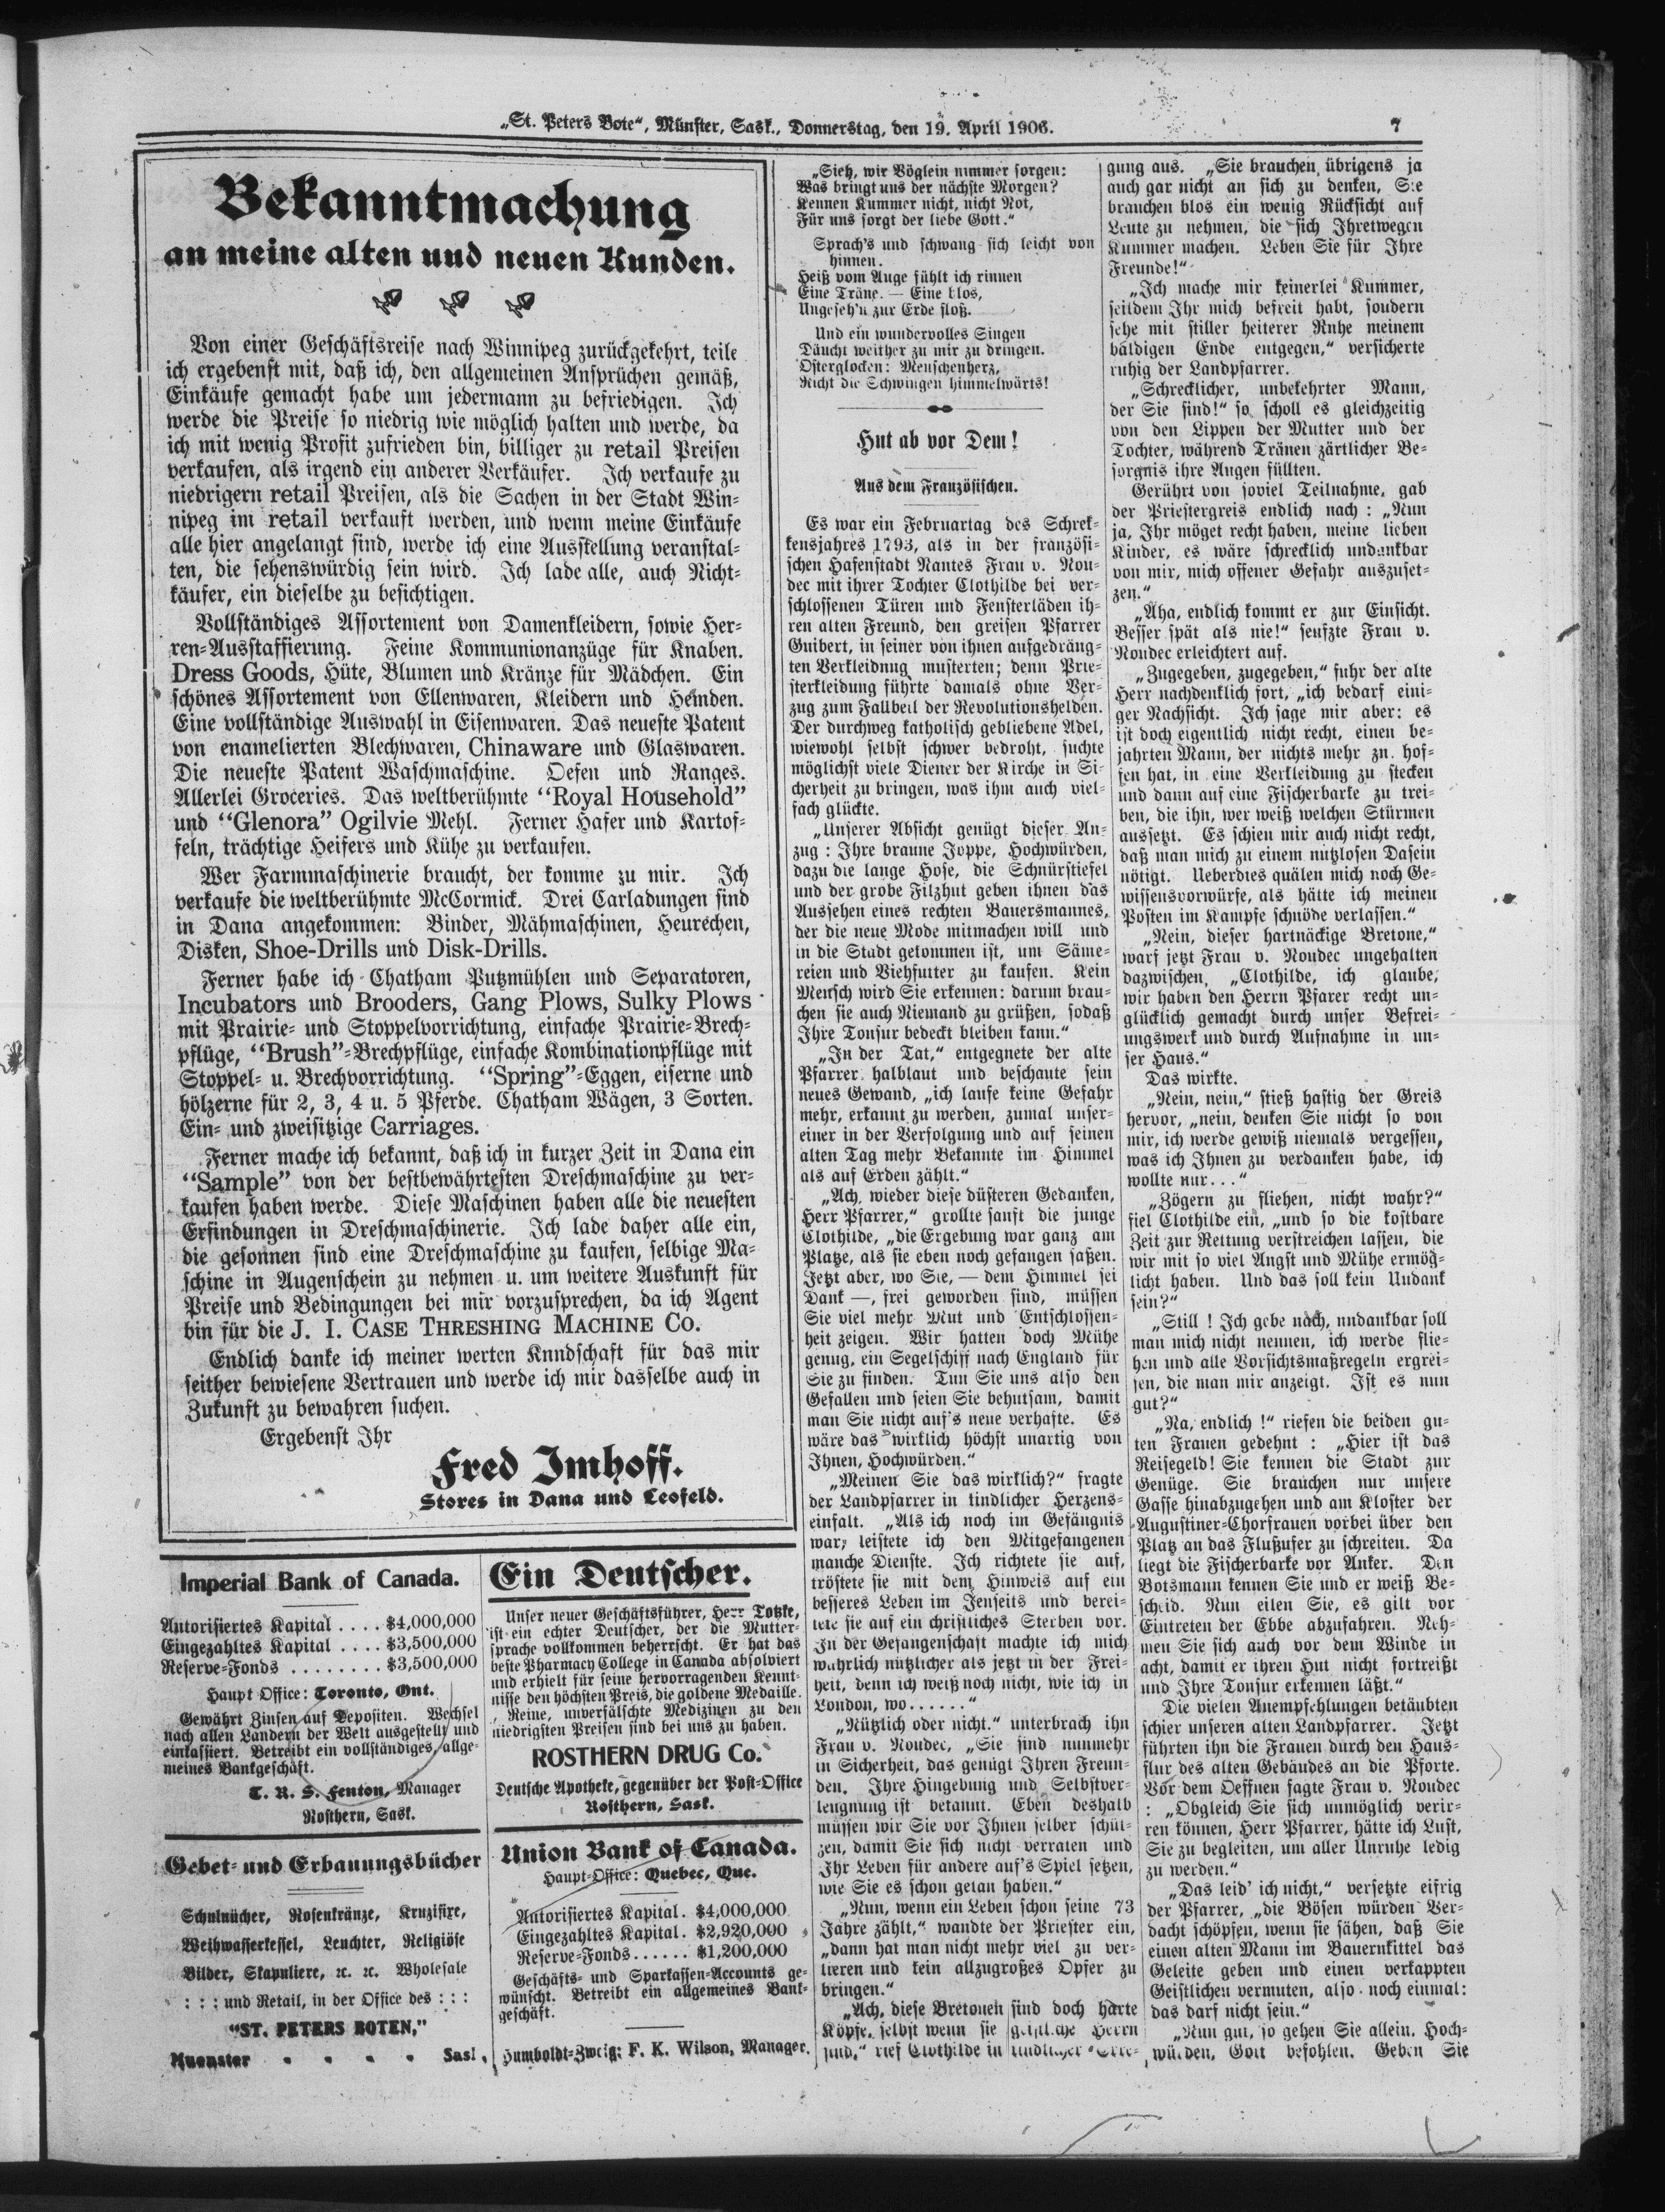 „St. Peters Bote“, Münster, Sask., Donnerstag, den 19. April 1906.
7
Bekanntmachung
an meine alten und neuen Kunden.
Von einer Geschäftsreise nach Winnipeg zurückgekehrt, teile
ich ergebenst mit, daß ich, den allgemeinen Ansprüchen gemäß,
Einkäufe gemacht habe um jedermann zu befriedigen. Ich
werde die Preise so niedrig wie möglich halten und werde, da
ich mit wenig Profit zufrieden bin, billiger zu retail Preisen
verkaufen, als irgend ein anderer Verkäufer. Ich verkaufe zu
niedrigern retail Preisen, als die Sachen in der Stadt Win-
nipeg im retail verkauft werden, und wenn meine Einkäufe
alle hier angelangt sind, werde ich eine Ausstellung veranstal-
ten, die sehenswürdig sein wird. Ich lade alle, auch Nicht-
käufer, ein dieselbe zu besichtigen.
Vollständiges Assortement von Damenkleidern, sowie Her-
ren-Ausstaffierung. Feine Kommunionanzüge für Knaben.
Dress Goods, Hüte, Blumen und Kränze für Mädchen. Ein
schönes Assortement von Ellenwaren, Kleidern und Hemden.
Eine vollständige Auswahl in Eisenwaren. Das neueste Patent
von enamelierten Blechwaren, Chinaware und Glaswaren.
Die neueste Patent Waschmaschine. Oefen und Ranges.
Allerlei Groceries. Das weltberühmte “Royal Household”
und “Glenora” Ogilvie Mehl. Ferner Hafer und Kartof-
feln, trächtige Heifers und Kühe zu verkaufen.
Wer Farmmaschinerie braucht, der komme zu mir. Ich
verkaufe die weltberühmte McCormick. Drei Carladungen sind
in Dana angekommen: Binder, Mähmaschinen, Heurechen,
Disken, Shoe-Drills und Disk-Drills.
Ferner habe ich Chatham Putzmühlen und Separatoren,
Incubators und Brooders, Gang Plows, Sulky Plows
mit Prairie- und Stoppelvorrichtung, einfache Prairie-Brech-
pflüge, “Brush”-Brechpflüge, einfache Kombinationpflüge mit
Stoppel- u. Brechvorrichtung. “Spring”-Eggen, eiserne und
hölzerne für 2, 3, 4 u. 5 Pferde. Chatham Wägen, 3 Sorten.
Ein- und zweisitzige Carriages.
Ferner mache ich bekannt, daß ich in kurzer Zeit in Dana ein
“Sample” von der bestbewährtesten Dreschmaschine zu ver-
kaufen haben werde. Diese Maschinen haben alle die neuesten
Erfindungen in Dreschmaschinerie. Ich lade daher alle ein,
die gesonnen sind eine Dreschmaschine zu kaufen, selbige Ma-
schine in Augenschein zu nehmen u. um weitere Auskunft für
Preise und Bedingungen bei mir vorzusprechen, da ich Agent
bin für die J. I. CASE THRESHING MACHINE CO.
Endlich danke ich meiner werten Knndschaft für das mir
seither bewiesene Vertrauen und werde ich mir dasselbe auch in
Zukunft zu bewahren suchen.
Ergebenst Ihr
Fred Imhoff.
Stores in Dana und Leofeld.
Imperial Bank of Canada.
Autorisiertes Kapital .... $4,000,000
Eingezahltes Kapital .... $3,500,000
Reserve-Fonds ........ $3,500,000
Haupt Office: Toronto, Ont.
Gewährt Zinsen auf Depositen. Wechsel
nach allen Ländern der Welt ausgestellt und
einkassiert. Betreibt ein vollständiges, allge-
meines Bankgeschäft.
T. R. S. Fenton, Manager
Rosthern, Sask.
Gebet- und Erbauungsbücher
Schulbücher, Rosenkränze, Kruzifixe,
Weihwasserkessel, Leuchter, Religiöse
Bilder, Skapuliere, ꝛc. ꝛc. Wholesale
: : : und Retail, in der Office des : : :
“ST. PETERS BOTEN,”
Muenster - - - - Sask.
Ein Deutscher.
Unser neuer Geschäftsführer, Herr Totzke,
ist ein echter Deutscher, der die Mutter-
sprache vollkommen beherrscht. Er hat das
beste Pharmacy College in Canada absolviert
und erhielt für seine hervorragenden Kennt-
nisse den höchsten Preis, die goldene Medaille.
Reine, unverfälschte Medizinen zu den
niedrigsten Preisen sind bei uns zu haben.
ROSTHERN DRUG Co.
Deutsche Apotheke, gegenüber der Post-Office
Rosthern, Sask.
Union Bank of Canada.
Haupt-Office: Quebec, Que.
Autorisiertes Kapital. $4,000,000
Eingezahltes Kapital. $2,920,000
Reserve-Fonds...... $1,200,000
Geschäfts- und Sparkassen-Accounts ge-
wünscht. Betreibt ein allgemeines Bank-
geschäft.
Humboldt-Zweig: F. K. Wilson, Manager.
„Sieh, wir Vöglein nimmer sorgen:
Was bringt uns der nächste Morgen?
Kennen Kummer nicht, nicht Not,
Für uns sorgt der liebe Gott.“
Sprach's und schwang sich leicht von
hinnen.
Heiß vom Auge fühlt ich rinnen
Eine Träne. — Eine blos,
Ungeseh'n zur Erde floß.
Und ein wundervolles Singen
Däucht weither zu mir zu dringen.
Osterglocken: Menschenherz,
Richt die Schwingen himmelwärts!
Hut ab vor Dem!
Aus dem Französischen.
Es war ein Februartag des Schrek-
kensjahres 1793, als in der französi-
schen Hafenstadt Nantes Frau v. Nou-
dec mit ihrer Tochter Clothilde bei ver-
schlossenen Türen und Fensterläden ih-
ren alten Freund, den greisen Pfarrer
Guibert, in seiner von ihnen aufgedräng-
ten Verkleidnng musterten; denn Prie-
sterkleidung führte damals ohne Ver-
zug zum Fallbeil der Revolutionshelden.
Der durchweg katholisch gebliebene Adel,
wiewohl selbst schwer bedroht, suchte
möglichst viele Diener der Kirche in Si-
cherheit zu bringen, was ihm auch viel-
fach glückte.
„Unserer Absicht genügt dieser An-
zug : Ihre braune Joppe, Hochwürden,
dazu die lange Hose, die Schnürstiefel
und der grobe Filzhut geben ihnen das
Aussehen eines rechten Bauersmannes,
der die neue Mode mitmachen will und
in die Stadt gekommen ist, um Säme-
reien und Viehfutter zu kaufen. Kein
Mensch wird Sie erkennen: darum brau-
chen sie auch Niemand zu grüßen, sodaß
Ihre Tonsur bedeckt bleiben kann.“
„In der Tat,“ entgegnete der alte
Pfarrer halblaut und beschaute sein
neues Gewand, „ich laufe keine Gefahr
mehr, erkannt zu werden, zumal unser-
einer in der Verfolgung und auf seinen
alten Tag mehr Bekannte im Himmel
als auf Erden zählt.“
„Ach, wieder diese düsteren Gedanken,
Herr Pfarrer,“ grollte sanft die junge
Clothilde, „die Ergebung war ganz am
Platze, als sie eben noch gefangen saßen.
Jetzt aber, wo Sie, — dem Himmel sei
Dank —, frei geworden sind, müssen
Sie viel mehr Mut und Entschlossen-
heit zeigen. Wir hatten doch Mühe
genug, ein Segelschiff nach England für
Sie zu finden. Tun Sie uns also den
Gefallen und seien Sie behutsam, damit
man Sie nicht auf's neue verhafte. Es
wäre das wirklich höchst unartig von
Ihnen, Hochwürden.“
„Meinen Sie das wirklich?“ fragte
der Landpfarrer in kindlicher Herzens-
einfalt. „Als ich noch im Gefängnis
war, leistete ich den Mitgefangenen
manche Dienste. Ich richtete sie auf,
tröstete sie mit dem Hinweis auf ein
besseres Leben im Jenseits und berei-
tete sie auf ein christliches Sterben vor.
In der Gefangenschaft machte ich mich
wahrlich nützlicher als jetzt in der Frei-
heit, denn ich weiß noch nicht, wie ich in
London, wo......“
„Nützlich oder nicht.“ unterbrach ihn
Frau v. Noudec, „Sie sind nunmehr
in Sicherheit, das genügt Ihren Freun-
den. Ihre Hingebung und Selbstver-
leugnung ist bekannt. Eben deshalb
müssen wir Sie vor Ihnen selber schüt-
zen, damit Sie sich nicht verraten und
Ihr Leben für andere auf's Spiel setzen,
wie Sie es schon getan haben.“
„Nun, wenn ein Leben schon seine 73
Jahre zählt,“ wandte der Priester ein,
„dann hat man nicht mehr viel zu ver-
lieren und kein allzugroßes Opfer zu
bringen.“
„Ach, diese Bretonen sind doch harte
Köpfe, selbst wenn sie geistliche Herrn
sind,“ rief Clothilde in kindlicher Erre-
gung aus. „Sie brauchen übrigens ja
auch gar nicht an sich zu denken, Sie
brauchen blos ein wenig Rücksicht auf
Leute zu nehmen, die sich Ihretwegen
Kummer machen. Leben Sie für Ihre
Freunde!“
„Ich mache mir keinerlei Kummer,
seitdem Ihr mich befreit habt, sondern
sehe mit stiller heiterer Ruhe meinem
baldigen Ende entgegen,“ versicherte
ruhig der Landpfarrer.
„Schrecklicher, unbekehrter Mann,
der Sie sind!“ so scholl es gleichzeitig
von den Lippen der Mutter und der
Tochter, während Tränen zärtlicher Be-
sorgnis ihre Augen füllten.
Gerührt von soviel Teilnahme, gab
der Priestergreis endlich nach : „Nun
ja, Ihr möget recht haben, meine lieben
Kinder, es wäre schrecklich undankbar
von mir, mich offener Gefahr auszuset-
zen.“
„Aha, endlich kommt er zur Einsicht.
Besser spät als nie!“ seufzte Frau v.
Noudec erleichtert auf.
„Zugegeben, zugegeben,“ fuhr der alte
Herr nachdenklich fort, „ich bedarf eini-
ger Nachsicht. Ich sage mir aber: es
ist doch eigentlich nicht recht, einen be-
jahrten Mann, der nichts mehr zu hof-
fen hat, in eine Verkleidung zu stecken
und dann auf eine Fischerbarke zu trei-
ben, die ihn, wer weiß welchen Stürmen
aussetzt. Es schien mir auch nicht recht,
daß man mich zu einem nutzlosen Dasein
nötigt. Ueberdies quälen mich noch Ge-
wissensvorwürfe, als hätte ich meinen
Posten im Kampfe schnöde verlassen.“
„Nein, dieser hartnäckige Bretone,“
warf jetzt Frau v. Noudec ungehalten
dazwischen, „Clothilde, ich glaube,
wir haben den Herrn Pfarer recht un-
glücklich gemacht durch unser Befrei-
ungswerk und durch Aufnahme in un-
ser Haus.“
Das wirkte.
„Nein, nein,“ stieß hastig der Greis
hervor, „nein, denken Sie nicht so von
mir, ich werde gewiß niemals vergessen,
was ich Ihnen zu verdanken habe, ich
wollte nur...“
„Zögern zu fliehen, nicht wahr?“
fiel Clothilde ein, „und so die kostbare
Zeit zur Rettung verstreichen lassen, die
wir mit so viel Angst und Mühe ermög-
licht haben. Und das soll kein Undank
sein?“
„Still ! Ich gebe nach, undankbar soll
man mich nicht nennen, ich werde flie-
hen und alle Vorsichtsmaßregeln ergrei-
fen, die man mir anzeigt. Ist es nun
gut?“
„Na, endlich !“ riefen die beiden gu-
ten Frauen gedehnt : „Hier ist das
Reisegeld! Sie kennen die Stadt zur
Genüge. Sie brauchen nur unsere
Gasse hinabzugehen und am Kloster der
Augustiner-Chorfrauen vorbei über den
Platz an das Flußufer zu schreiten. Da
liegt die Fischerbarke vor Anker. Den
Botsmann kennen Sie und er weiß Be-
scheid. Nun eilen Sie, es gilt vor
Eintreten der Ebbe abzufahren. Neh-
men Sie sich auch vor dem Winde in
acht, damit er ihren Hut nicht fortreißt
und Ihre Tonsur erkennen läßt.“
Die vielen Anempfehlungen betäubten
schier unseren alten Landpfarrer. Jetzt
führten ihn die Frauen durch den Haus-
flur des alten Gebäudes an die Pforte.
Vor dem Oeffnen sagte Frau v. Noudec
: „Obgleich Sie sich unmöglich verir-
ren können, Herr Pfarrer, hätte ich Lust,
Sie zu begleiten, um aller Unruhe ledig
zu werden.“
„Das leid' ich nicht,“ versetzte eifrig
der Pfarrer, „die Bösen würden Ver-
dacht schöpfen, wenn sie sähen, daß Sie
einen alten Mann im Bauernkittel das
Geleite geben und einen verkappten
Geistlichen vermuten, also noch einmal:
das darf nicht sein.“
„Nun gut, so gehen Sie allein, Hoch-
würden, Gott befohlen. Geben Sie